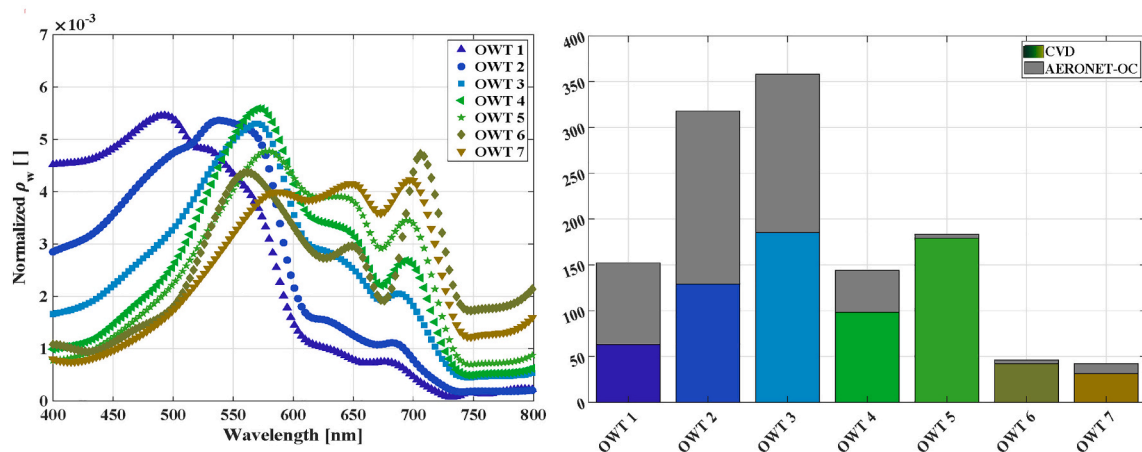 ×10⁻³
7
6
5
4
3
2
1
0
Normalized ρw [ ]
400 450 500 550 600 650 700 750 800
Wavelength [nm]
OWT 1
OWT 2
OWT 3
OWT 4
OWT 5
OWT 6
OWT 7
400
350
300
250
200
150
100
50
0
CVD
AERONET-OC
OWT 1 OWT 2 OWT 3 OWT 4 OWT 5 OWT 6 OWT 7